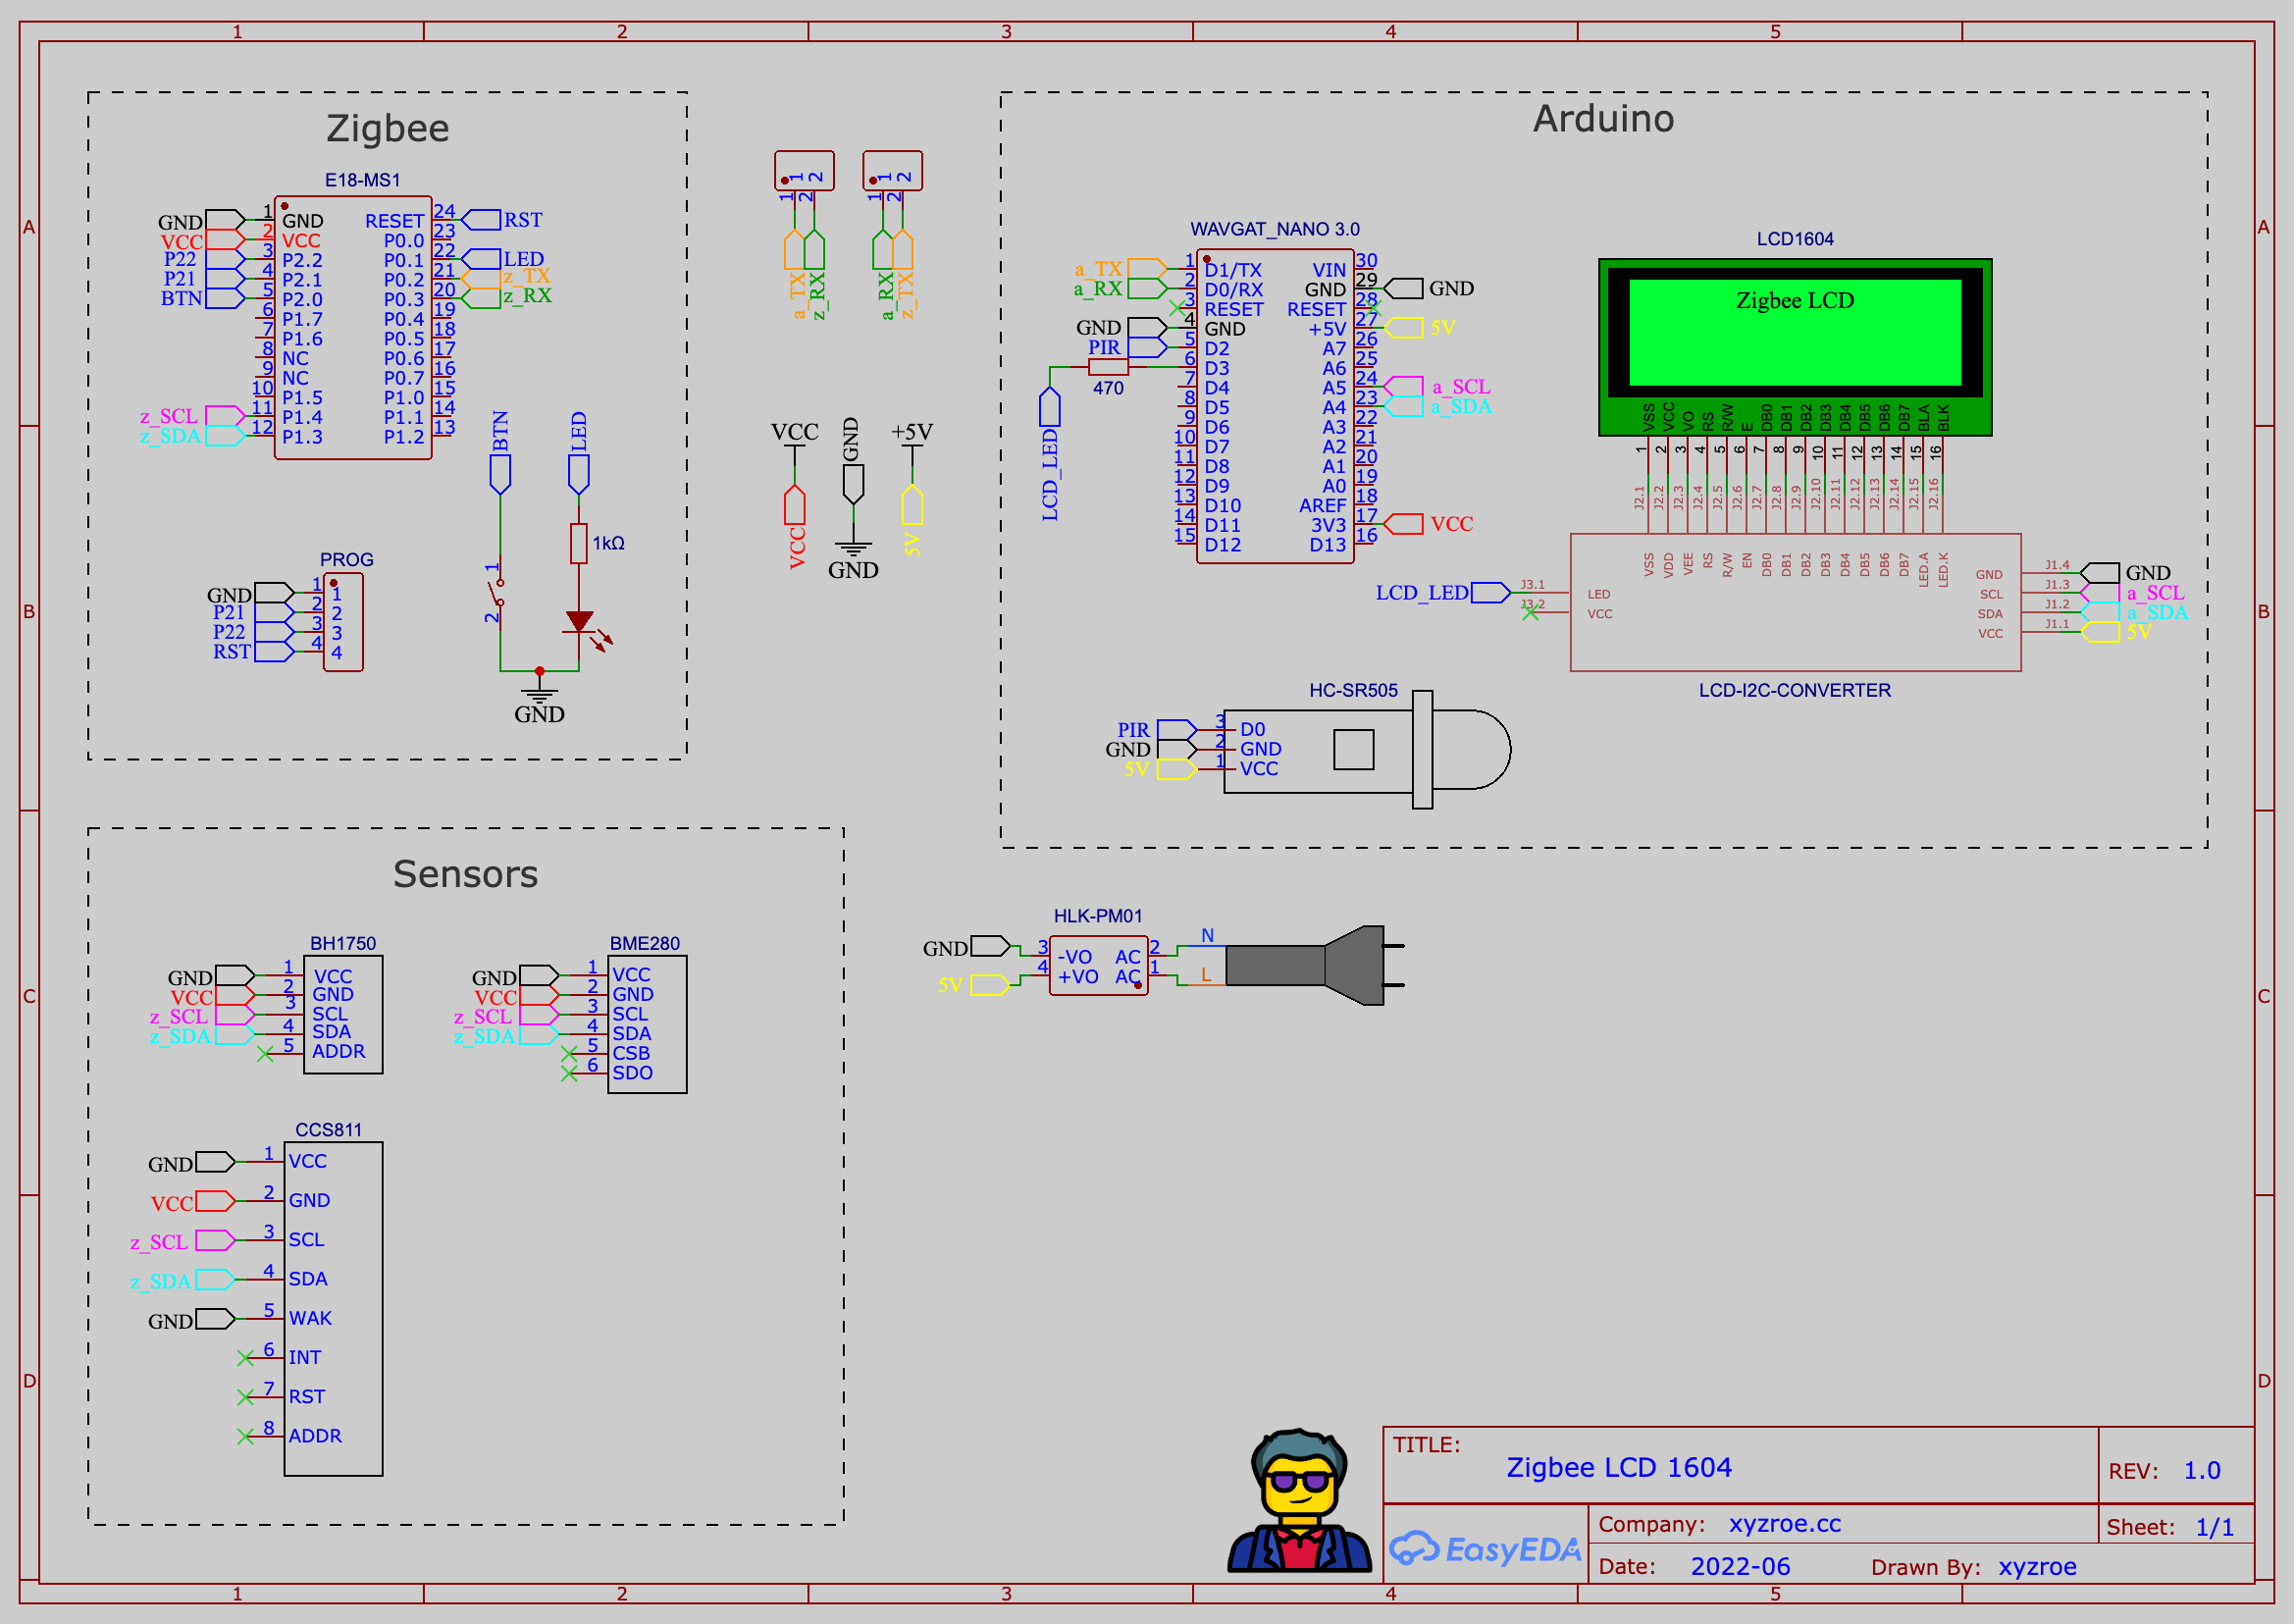 1 2 3 4 5
A B C D
A B C D
Zigbee
E18-MS1
GND 1 GND
VCC 2 VCC
P22 3 P2.2
P21 4 P2.1
BTN 5 P2.0
6 P1.7
7 P1.6
8 NC
9 NC
10 P1.5
z_SCL 11 P1.4
z_SDA 12 P1.3
RESET 24 RST
P0.0 23
P0.1 22 LED
P0.2 21 z_TX
P0.3 20 z_RX
P0.4 19
P0.5 18
P0.6 17
P0.7 16
P1.0 15
P1.1 14
P1.2 13
BTN
LED
1kΩ
1
2
GND
PROG
GND 1 1
P21 2 2
P22 3 3
RST 4 4
1 2
1 2
a_TX
z_RX
1 2
1 2
a_RX
z_TX
VCC
VCC
GND
GND
+5V
5V
Arduino
WAVGAT_NANO 3.0
a_TX 1 D1/TX
a_RX 2 D0/RX
3 RESET
GND 4 GND
PIR 5 D2
6 D3
470
LCD_LED
7 D4
8 D5
9 D6
10 D7
11 D8
12 D9
13 D10
14 D11
15 D12
VIN 30
GND 29 GND
RESET 28
+5V 27 5V
A7 26
A6 25
A5 24 a_SCL
A4 23 a_SDA
A3 22
A2 21
A1 20
A0 19
AREF 18
3V3 17 VCC
D13 16
LCD1604
Zigbee LCD
VSS VCC VO RS R/W E DB0 DB1 DB2 DB3 DB4 DB5 DB6 DB7 BLA BLK
1 2 3 4 5 6 7 8 9 10 11 12 13 14 15 16
J2.1 J2.2 J2.3 J2.4 J2.5 J2.6 J2.7 J2.8 J2.9 J2.10 J2.11 J2.12 J2.13 J2.14 J2.15 J2.16
VSS VDD VEE RS R/W EN DB0 DB1 DB2 DB3 DB4 DB5 DB6 DB7 LED.A LED.K
LCD_LED J3.1 LED
J3.2 VCC
GND J1.4 GND
SCL J1.3 a_SCL
SDA J1.2 a_SDA
VCC J1.1 5V
LCD-I2C-CONVERTER
HC-SR505
PIR 3 D0
GND 2 GND
5V 1 VCC
Sensors
BH1750
GND 1 VCC
VCC 2 GND
z_SCL 3 SCL
z_SDA 4 SDA
5 ADDR
BME280
GND 1 VCC
VCC 2 GND
z_SCL 3 SCL
z_SDA 4 SDA
5 CSB
6 SDO
CCS811
GND 1 VCC
VCC 2 GND
z_SCL 3 SCL
z_SDA 4 SDA
GND 5 WAK
6 INT
7 RST
8 ADDR
HLK-PM01
GND 3 -VO AC 2 N
5V 4 +VO AC 1 L
TITLE:
Zigbee LCD 1604
REV: 1.0
EasyEDA
Company: xyzroe.cc
Sheet: 1/1
Date: 2022-06
Drawn By: xyzroe
1 2 3 4 5